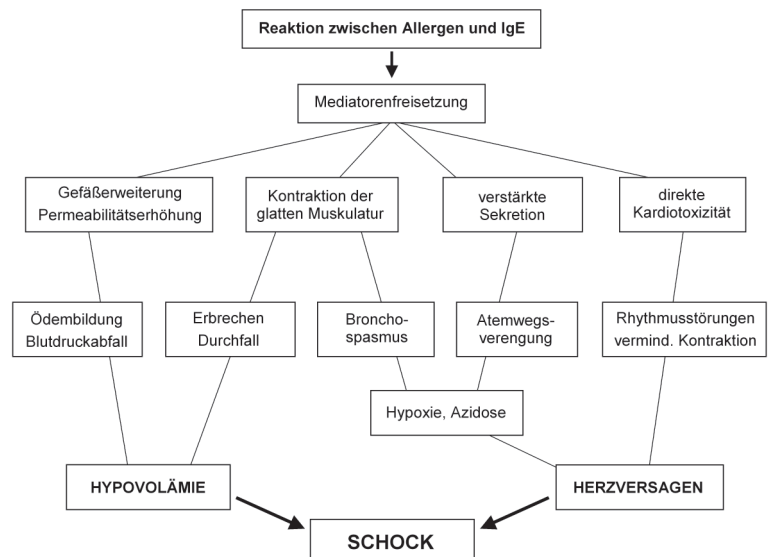 Reaktion zwischen Allergen und IgE
Mediatorenfreisetzung
Gefäßerweiterung
Permeabilitätserhöhung
Kontraktion der
glatten Muskulatur
verstärkte
Sekretion
direkte
Kardiotoxizität
Ödembildung
Blutdruckabfall
Erbrechen
Durchfall
Broncho-
spasmus
Atemwegs-
verengung
Rhythmusstörungen
vermind. Kontraktion
Hypoxie, Azidose
HYPOVOLÄMIE
HERZVERSAGEN
SCHOCK